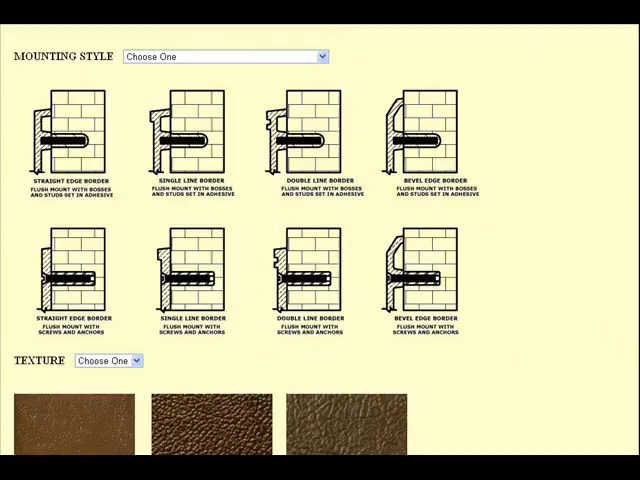 MOUNTING STYLE Choose One
STRAIGHT EDGE BORDER SINGLE LINE BORDER DOUBLE LINE BORDER BEVEL EDGE BORDER
FLUSH MOUNT WITH BOSSES FLUSH MOUNT WITH BOSSES FLUSH MOUNT WITH BOSSES FLUSH MOUNT WITH BOSSES
AND STUDS SET IN ADHESIVE AND STUDS SET IN ADHESIVE AND STUDS SET IN ADHESIVE AND STUDS SET IN ADHESIVE
STRAIGHT EDGE BORDER SINGLE LINE BORDER DOUBLE LINE BORDER BEVEL EDGE BORDER
FLUSH MOUNT WITH FLUSH MOUNT WITH FLUSH MOUNT WITH FLUSH MOUNT WITH
SCREWS AND ANCHORS SCREWS AND ANCHORS SCREWS AND ANCHORS SCREWS AND ANCHORS
TEXTURE Choose One